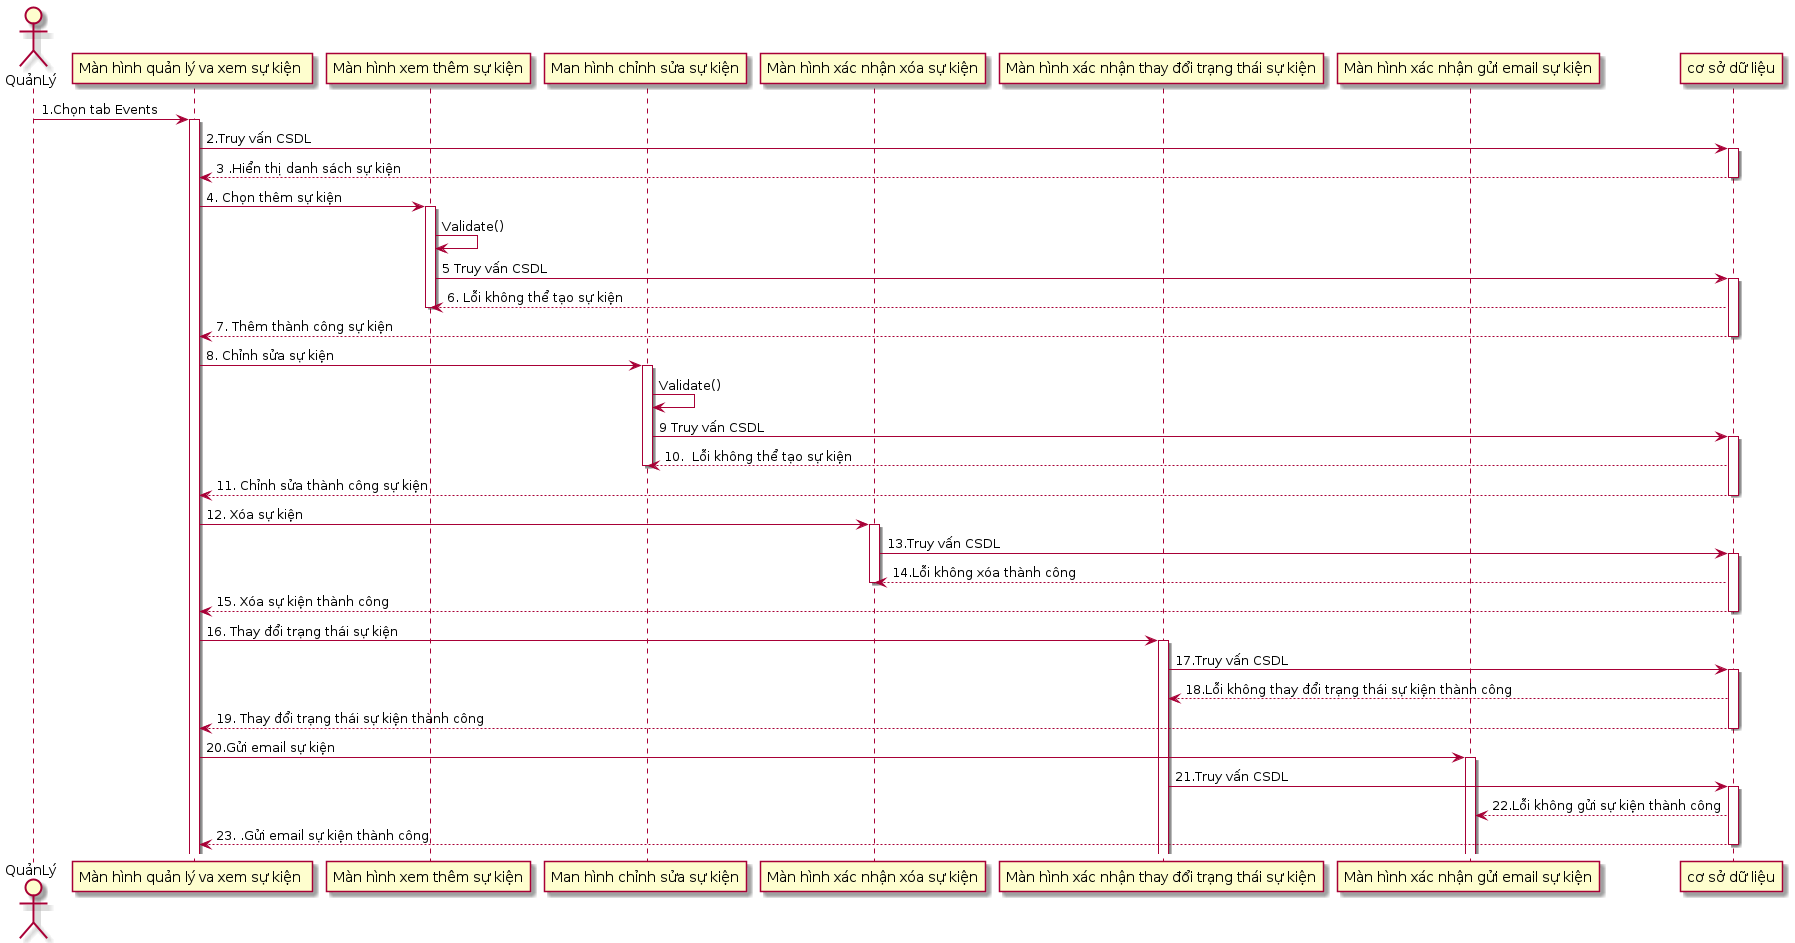 QuảnLý
Màn hình quản lý va xem sự kiện
Màn hình xem thêm sự kiện
Man hình chỉnh sửa sự kiện
Màn hình xác nhận xóa sự kiện
Màn hình xác nhận thay đổi trạng thái sự kiện
Màn hình xác nhận gửi email sự kiện
cơ sở dữ liệu
1.Chọn tab Events
2.Truy vấn CSDL
3 .Hiển thị danh sách sự kiện
4. Chọn thêm sự kiện
Validate()
5 Truy vấn CSDL
6. Lỗi không thể tạo sự kiện
7. Thêm thành công sự kiện
8. Chỉnh sửa sự kiện
Validate()
9 Truy vấn CSDL
10.  Lỗi không thể tạo sự kiện
11. Chỉnh sửa thành công sự kiện
12. Xóa sự kiện
13.Truy vấn CSDL
14.Lỗi không xóa thành công
15. Xóa sự kiện thành công
16. Thay đổi trạng thái sự kiện
17.Truy vấn CSDL
18.Lỗi không thay đổi trạng thái sự kiện thành công
19. Thay đổi trạng thái sự kiện thành công
20.Gửi email sự kiện
21.Truy vấn CSDL
22.Lỗi không gửi sự kiện thành công
23. .Gửi email sự kiện thành công
QuảnLý
Màn hình quản lý va xem sự kiện
Màn hình xem thêm sự kiện
Man hình chỉnh sửa sự kiện
Màn hình xác nhận xóa sự kiện
Màn hình xác nhận thay đổi trạng thái sự kiện
Màn hình xác nhận gửi email sự kiện
cơ sở dữ liệu